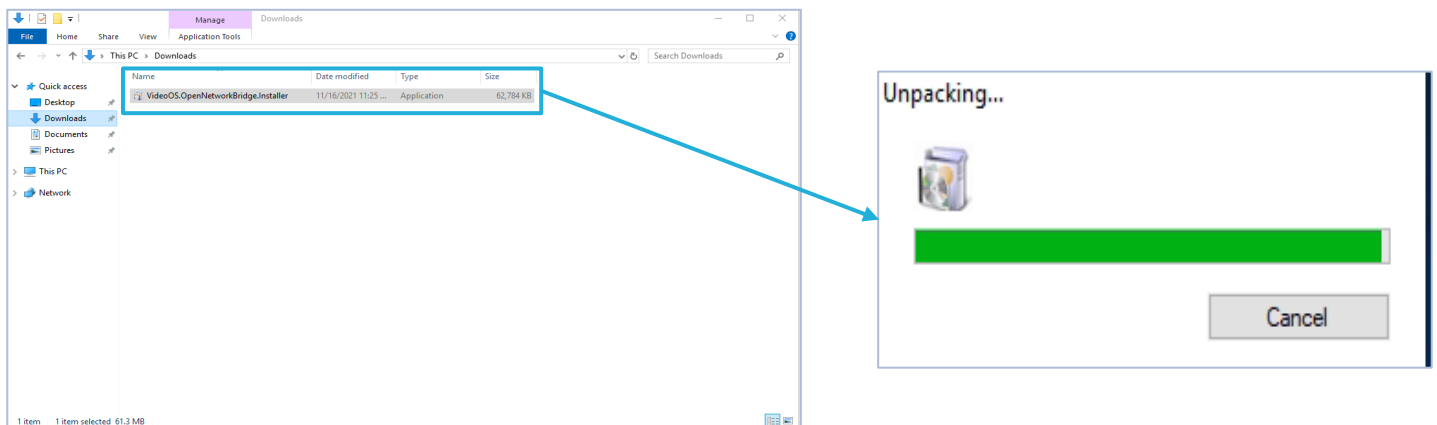 Manage Downloads
File Home Share View Application Tools
This PC › Downloads Search Downloads
Name Date modified Type Size
Quick access
VideoOS.OpenNetworkBridge.Installer 11/16/2021 11:25 ... Application 62,784 KB
Desktop
Downloads
Documents
Pictures
This PC
Network
1 item 1 item selected 61.3 MB
Unpacking...
Cancel